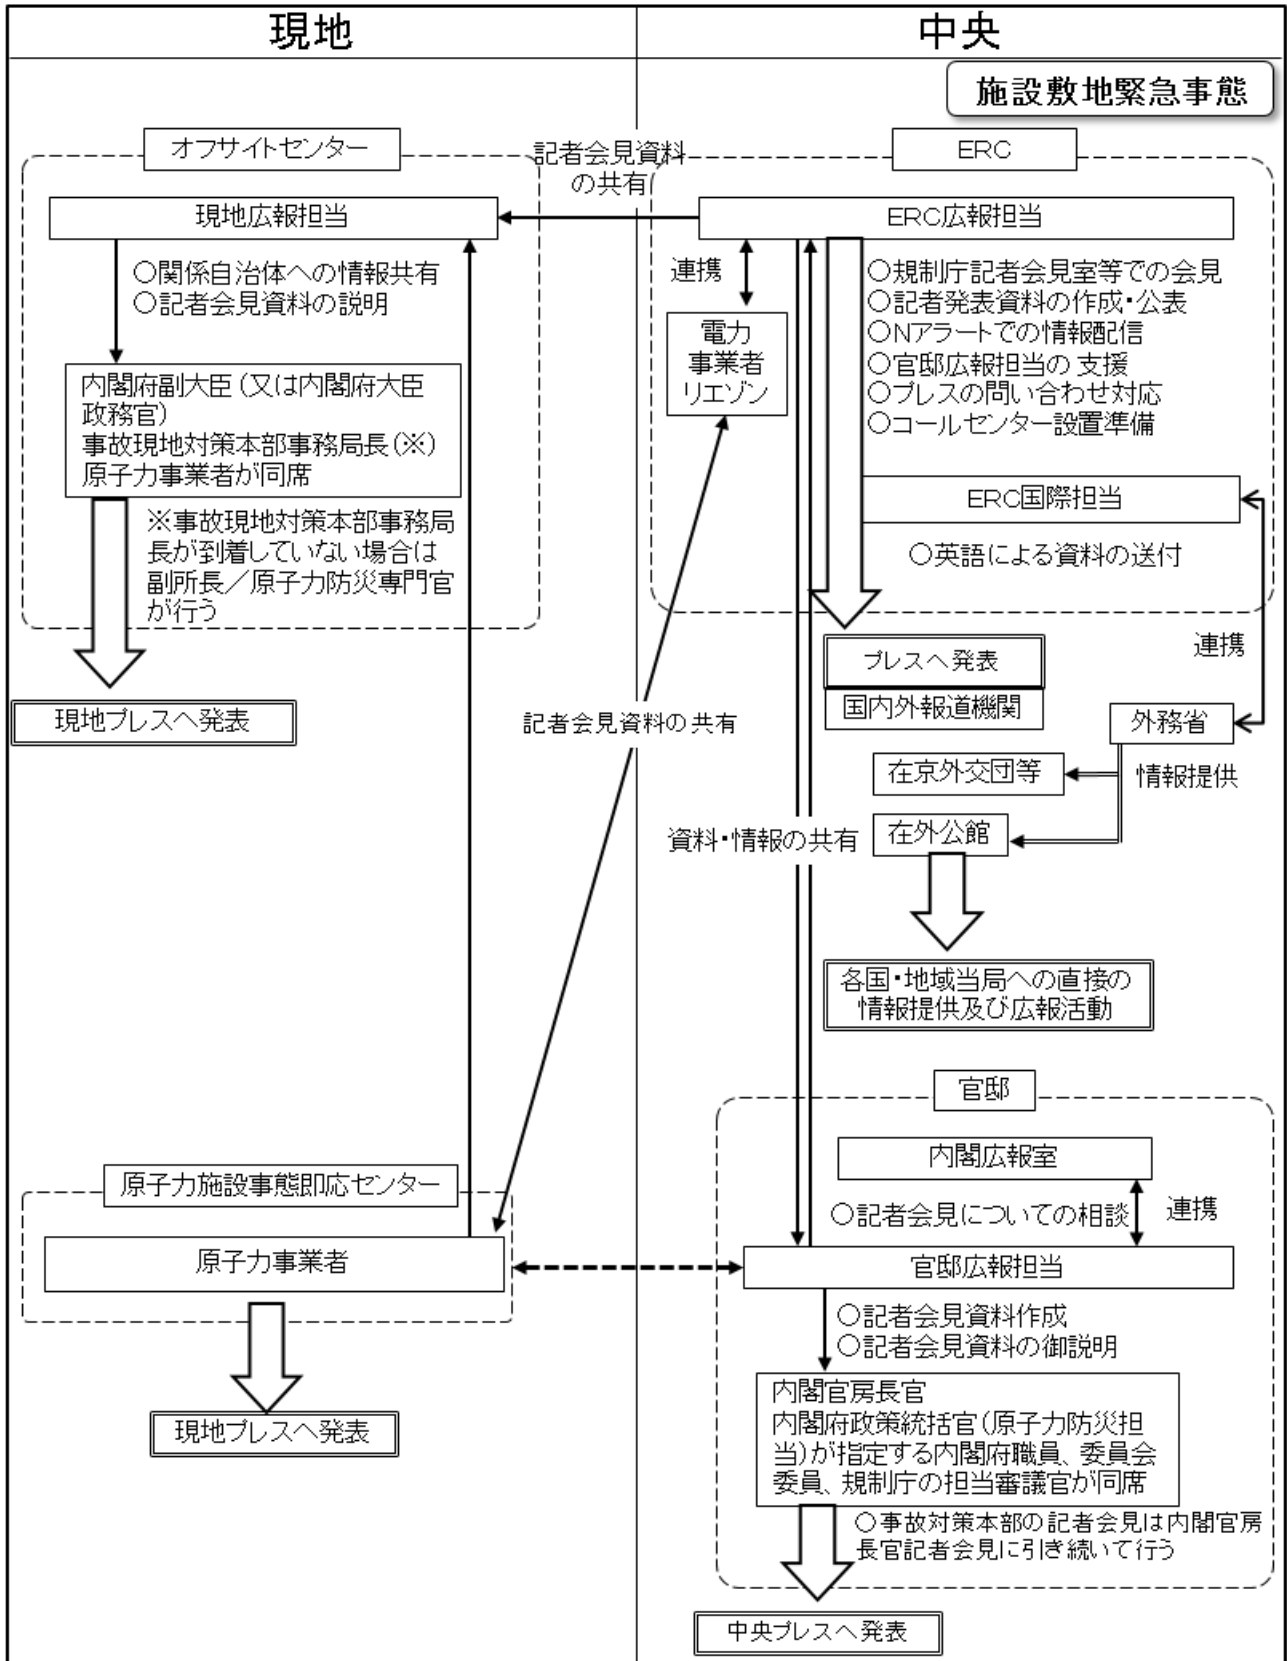 現地
中央
施設敷地緊急事態
オフサイトセンター
記者会見資料
の共有
ERC
現地広報担当
ERC広報担当
○関係自治体への情報共有
○記者会見資料の説明
連携
○規制庁記者会見室等での会見
○記者発表資料の作成・公表
○Nアラートでの情報配信
○官邸広報担当の支援
○プレスの問い合わせ対応
○コールセンター設置準備
電力
事業者
リエゾン
内閣府副大臣(又は内閣府大臣
政務官)
事故現地対策本部事務局長(※)
原子力事業者が同席
ERC国際担当
※事故現地対策本部事務局
長が到着していない場合は
副所長／原子力防災専門官
が行う
○英語による資料の送付
連携
プレスへ発表
国内外報道機関
現地プレスへ発表
記者会見資料の共有
外務省
在京外交団等
情報提供
資料・情報の共有
在外公館
各国・地域当局への直接の
情報提供及び広報活動
官邸
内閣広報室
原子力施設事態即応センター
○記者会見についての相談
連携
原子力事業者
官邸広報担当
○記者会見資料作成
○記者会見資料の御説明
内閣官房長官
内閣府政策統括官(原子力防災担
当)が指定する内閣府職員、委員会
委員、規制庁の担当審議官が同席
現地プレスへ発表
○事故対策本部の記者会見は内閣官房
長官記者会見に引き続いて行う
中央プレスへ発表